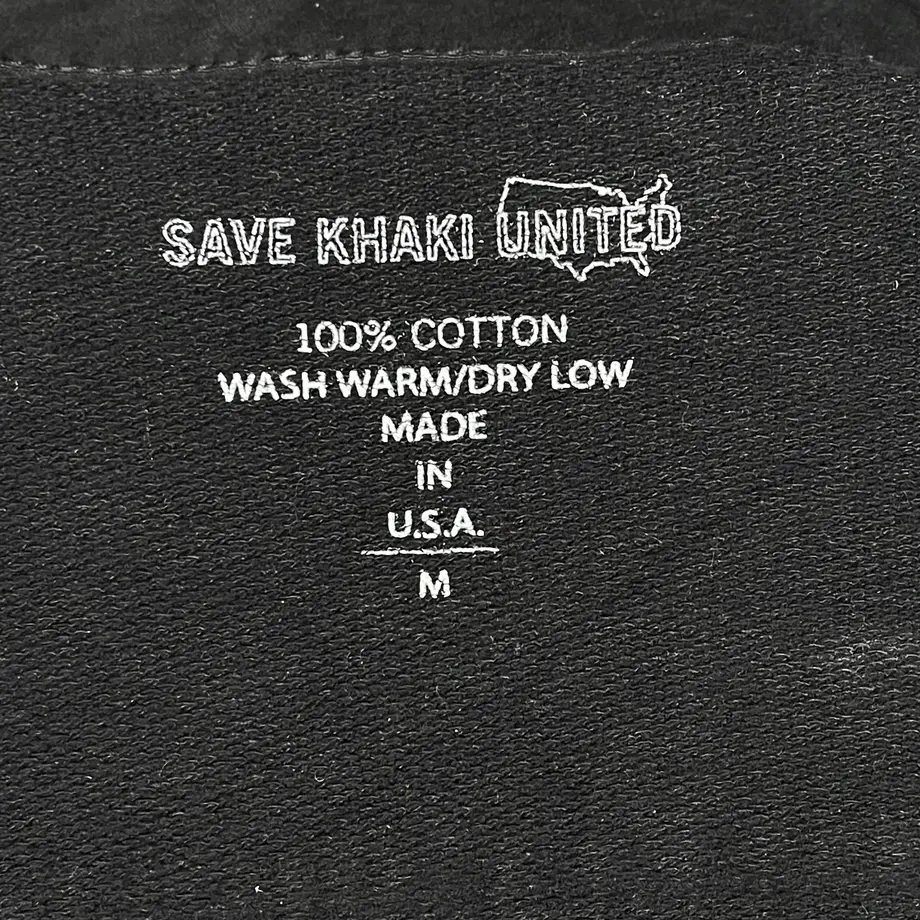 SAVE KHAKI UNITED
100% COTTON
WASH WARM/DRY LOW
MADE
IN
U.S.A.
M